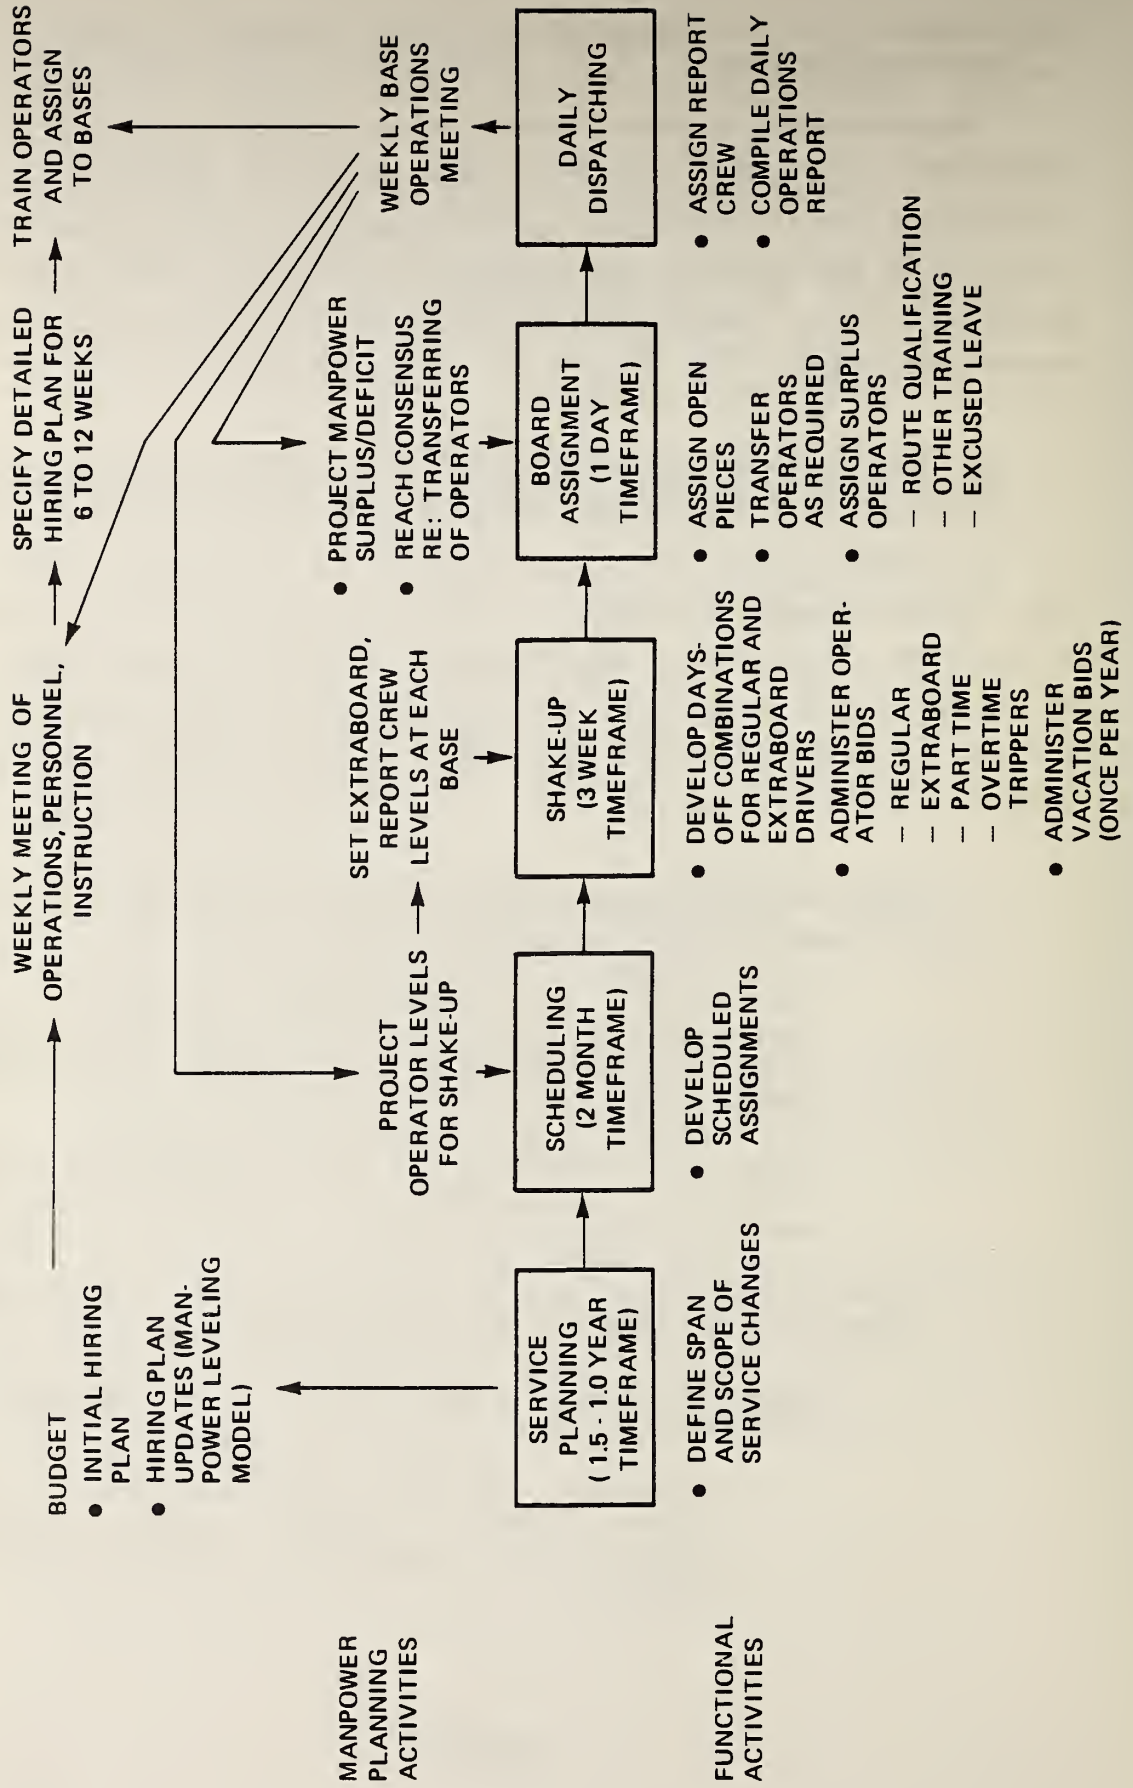 BUDGET
● INITIAL HIRING
PLAN
● HIRING PLAN
UPDATES (MAN-
POWER LEVELING
MODEL)
WEEKLY MEETING OF
OPERATIONS, PERSONNEL,
INSTRUCTION
SPECIFY DETAILED
HIRING PLAN FOR
6 TO 12 WEEKS
TRAIN OPERATORS
AND ASSIGN
TO BASES
MANPOWER
PLANNING
ACTIVITIES
PROJECT
OPERATOR LEVELS
FOR SHAKE-UP
SET EXTRABOARD,
REPORT CREW
LEVELS AT EACH
BASE
● PROJECT MANPOWER
SURPLUS/DEFICIT
● REACH CONSENSUS
RE: TRANSFERRING
OF OPERATORS
WEEKLY BASE
OPERATIONS
MEETING
SERVICE
PLANNING
( 1.5 - 1.0 YEAR
TIMEFRAME)
SCHEDULING
(2 MONTH
TIMEFRAME)
SHAKE-UP
(3 WEEK
TIMEFRAME)
BOARD
ASSIGNMENT
(1 DAY
TIMEFRAME)
DAILY
DISPATCHING
FUNCTIONAL
ACTIVITIES
● DEFINE SPAN
AND SCOPE OF
SERVICE CHANGES
● DEVELOP
SCHEDULED
ASSIGNMENTS
● DEVELOP DAYS-
OFF COMBINATIONS
FOR REGULAR AND
EXTRABOARD
DRIVERS
● ADMINISTER OPER-
ATOR BIDS
– REGULAR
– EXTRABOARD
– PART TIME
– OVERTIME
TRIPPERS
● ADMINISTER
VACATION BIDS
(ONCE PER YEAR)
● ASSIGN OPEN
PIECES
● TRANSFER
OPERATORS
AS REQUIRED
● ASSIGN SURPLUS
OPERATORS
– ROUTE QUALIFICATION
– OTHER TRAINING
– EXCUSED LEAVE
● ASSIGN REPORT
CREW
● COMPILE DAILY
OPERATIONS
REPORT